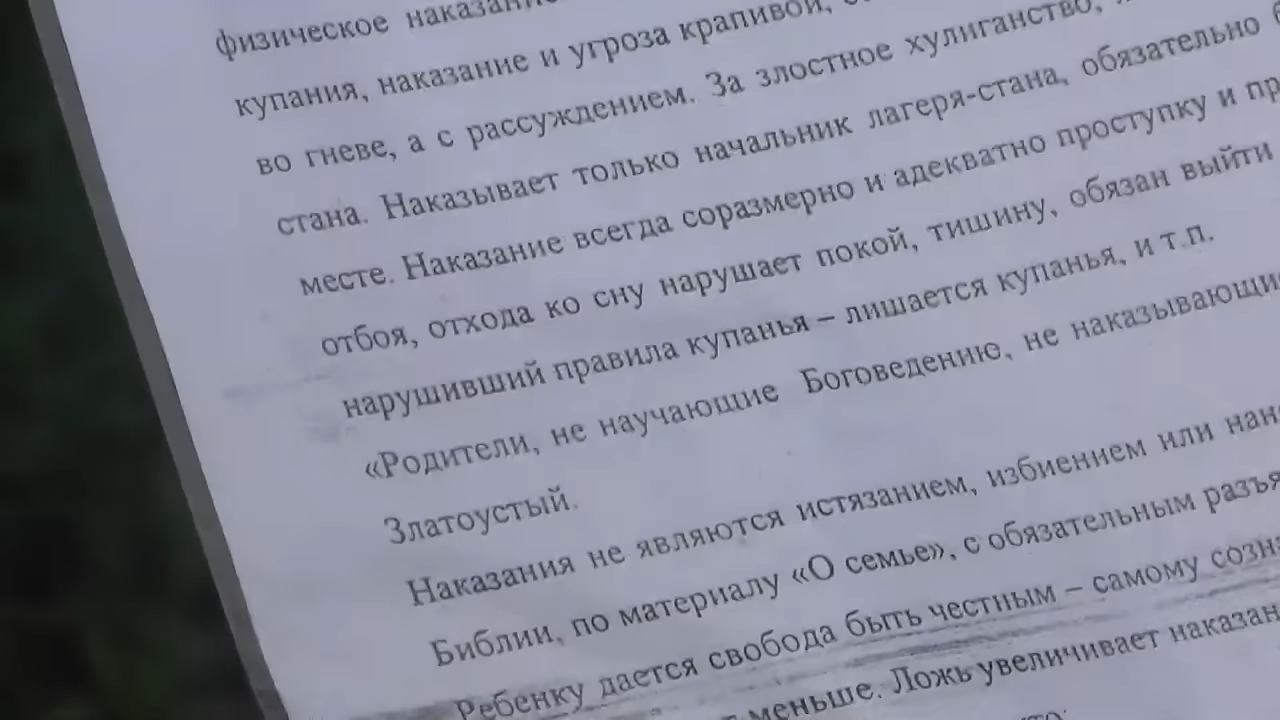 физическое наказание
купания, наказание и угроза крапивой,
во гневе, а с рассуждением. За злостное хулиганство,
стана. Наказывает только начальник лагеря-стана, обязательно
месте. Наказание всегда соразмерно и адекватно проступку и
отбоя, отхода ко сну нарушает покой, тишину, обязан выйти
нарушивший правила купанья – лишается купанья, и т.п.
«Родители, не научающие Боговедению, не наказывающи
Златоустый.
Наказания не являются истязанием, избиением или
Библии, по материалу «О семье», с обязательным
Ребенку дается свобода быть честным – самому
меньше. Ложь увеличивает наказан